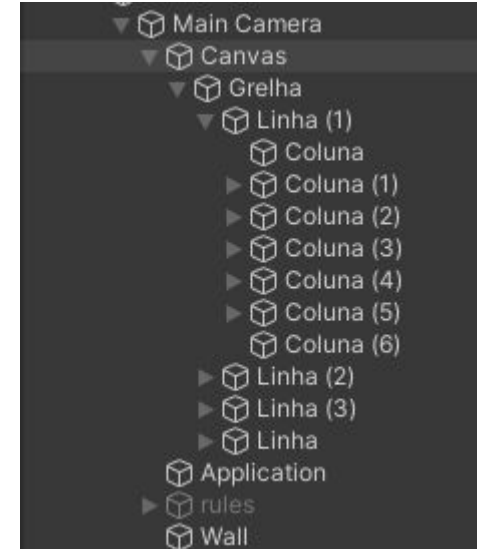 Main Camera
Canvas
Grelha
Linha (1)
Coluna
Coluna (1)
Coluna (2)
Coluna (3)
Coluna (4)
Coluna (5)
Coluna (6)
Linha (2)
Linha (3)
Linha
Application
rules
Wall